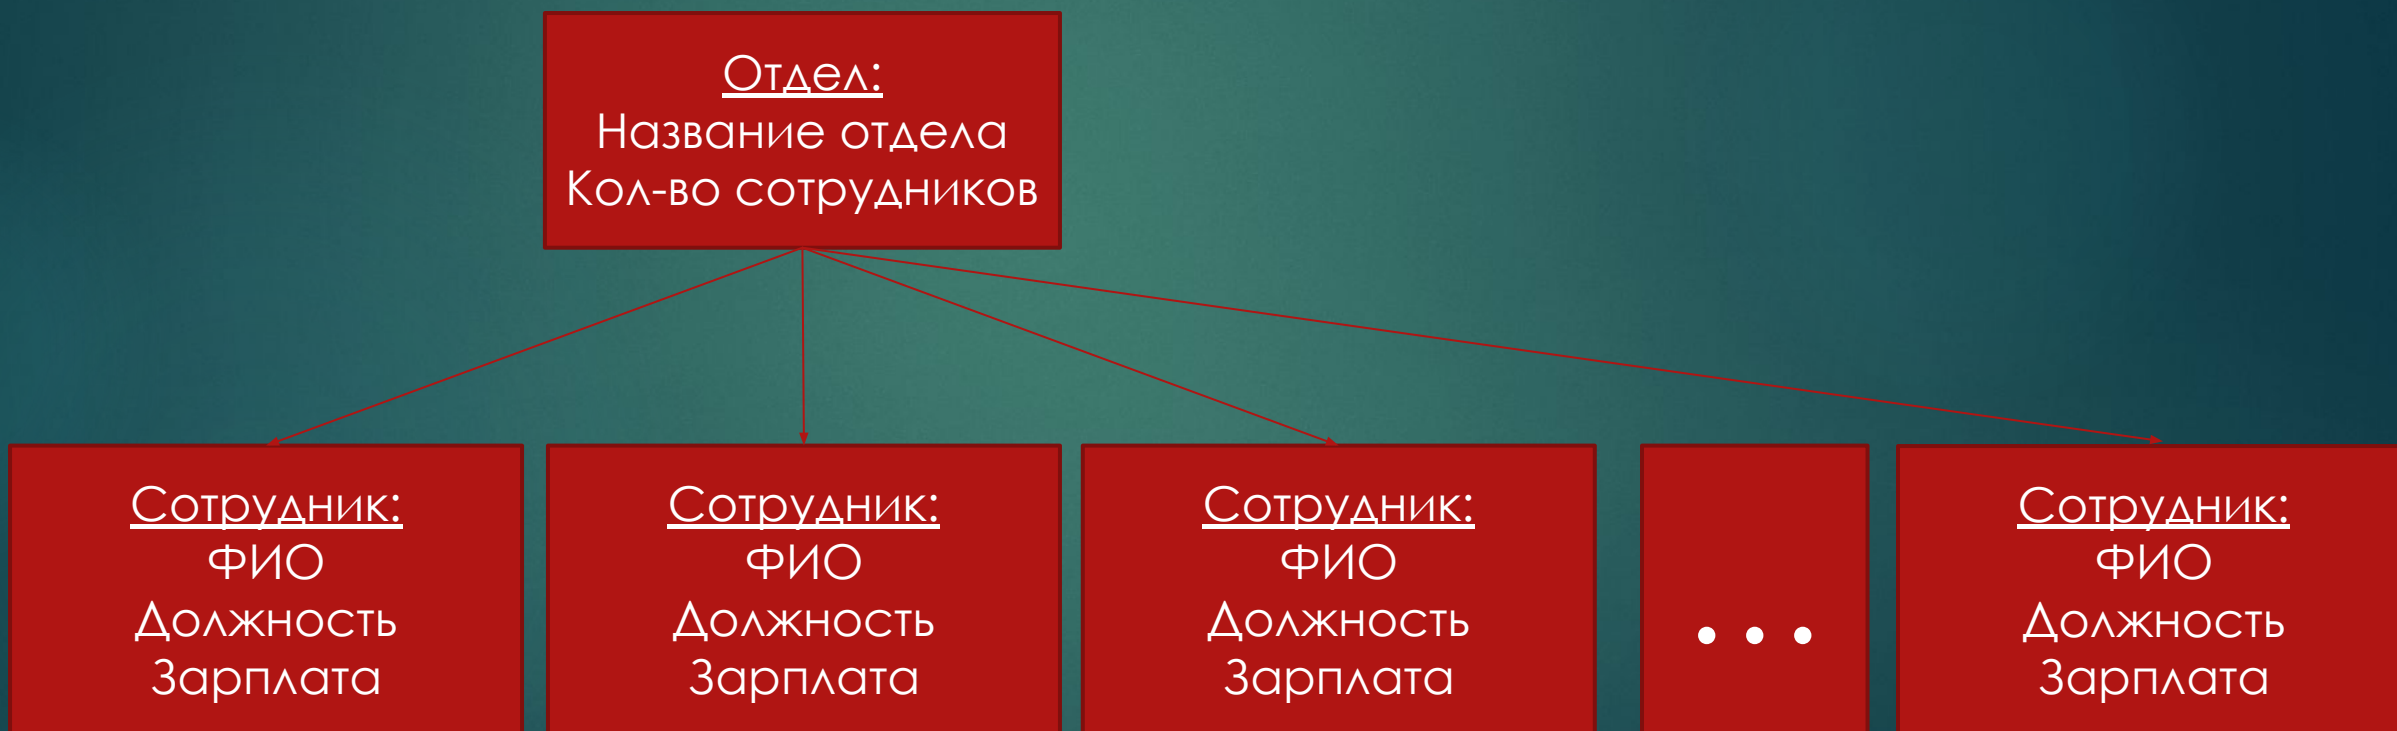 Отдел:
Название отдела
Кол-во сотрудников
Сотрудник:
ФИО
Должность
Зарплата
Сотрудник:
ФИО
Должность
Зарплата
Сотрудник:
ФИО
Должность
Зарплата
...
Сотрудник:
ФИО
Должность
Зарплата